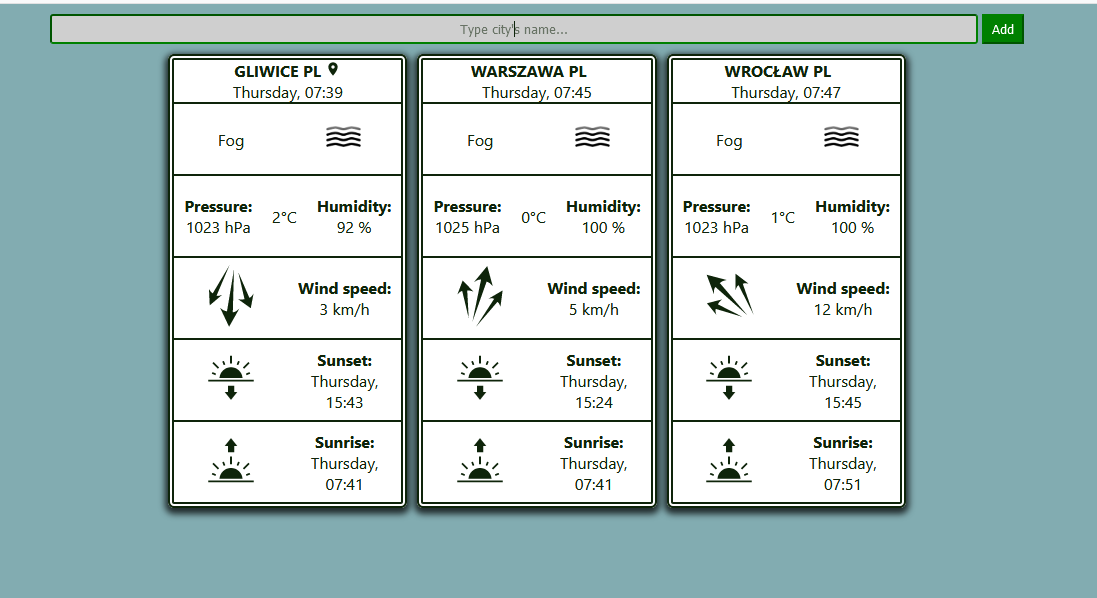 Type city's name...
Add
GLIWICE PL
Thursday, 07:39
Fog
Pressure:
1023 hPa
2°C
Humidity:
92 %
Wind speed:
3 km/h
Sunset:
Thursday,
15:43
Sunrise:
Thursday,
07:41
WARSZAWA PL
Thursday, 07:45
Fog
Pressure:
1025 hPa
0°C
Humidity:
100 %
Wind speed:
5 km/h
Sunset:
Thursday,
15:24
Sunrise:
Thursday,
07:41
WROCŁAW PL
Thursday, 07:47
Fog
Pressure:
1023 hPa
1°C
Humidity:
100 %
Wind speed:
12 km/h
Sunset:
Thursday,
15:45
Sunrise:
Thursday,
07:51